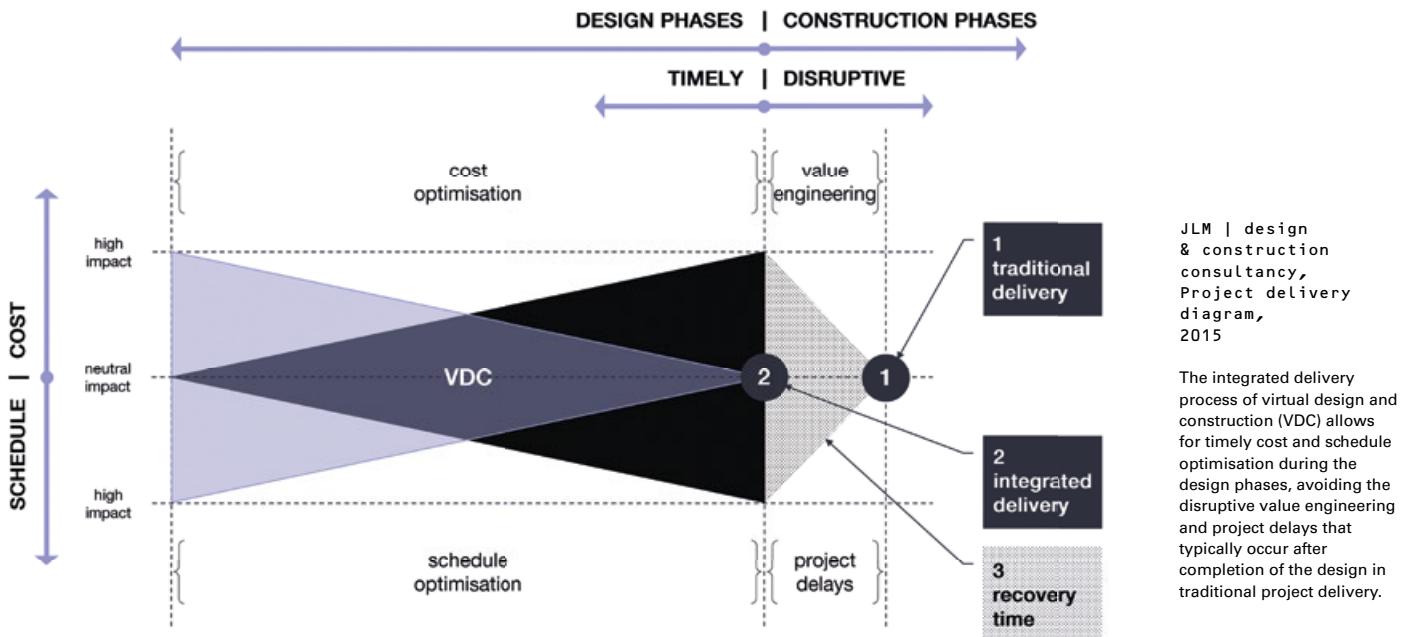 DESIGN PHASES | CONSTRUCTION PHASES
TIMELY | DISRUPTIVE
cost
optimisation
value
engineering
SCHEDULE | COST
high
impact
neutral
impact
high
impact
VDC
2
1
schedule
optimisation
project
delays
1
traditional
delivery
2
integrated
delivery
3
recovery
time
JLM | design
& construction
consultancy,
Project delivery
diagram,
2015
The integrated delivery
process of virtual design and
construction (VDC) allows
for timely cost and schedule
optimisation during the
design phases, avoiding the
disruptive value engineering
and project delays that
typically occur after
completion of the design in
traditional project delivery.